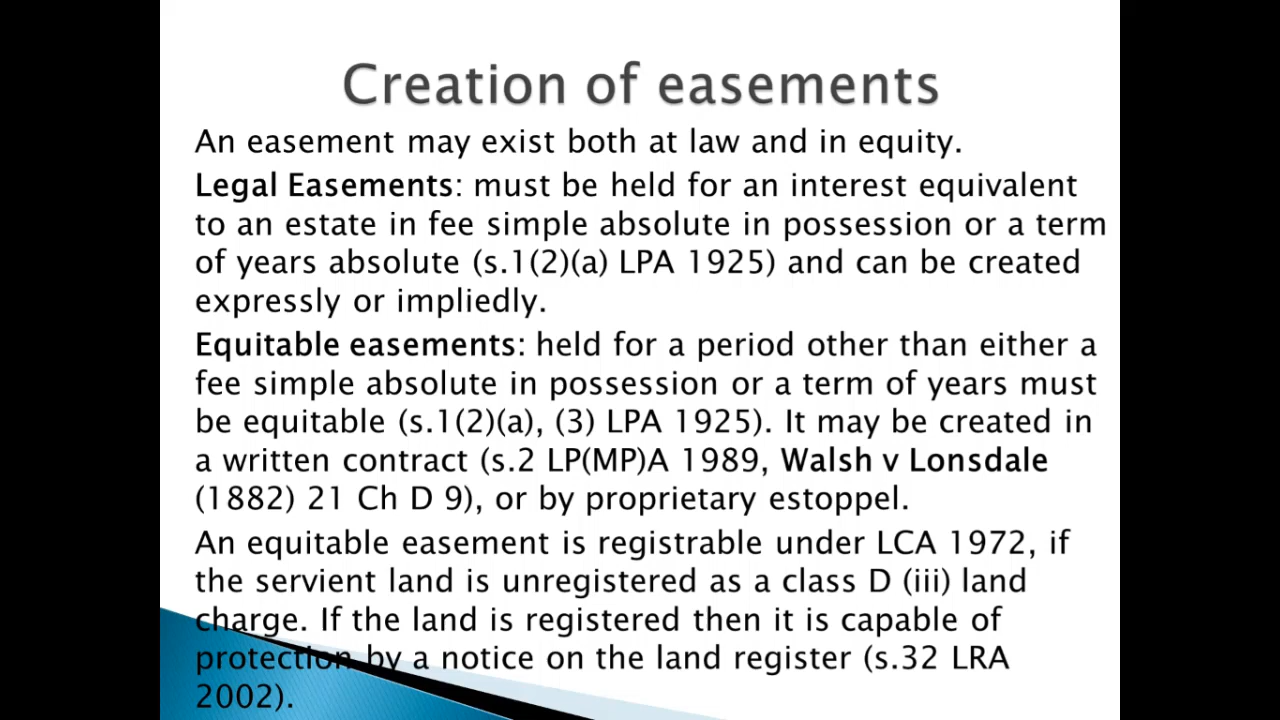 Creation of easements
An easement may exist both at law and in equity.
Legal Easements: must be held for an interest equivalent
to an estate in fee simple absolute in possession or a term
of years absolute (s.1(2)(a) LPA 1925) and can be created
expressly or impliedly.
Equitable easements: held for a period other than either a
fee simple absolute in possession or a term of years must
be equitable (s.1(2)(a), (3) LPA 1925). It may be created in
a written contract (s.2 LP(MP)A 1989, Walsh v Lonsdale
(1882) 21 Ch D 9), or by proprietary estoppel.
An equitable easement is registrable under LCA 1972, if
the servient land is unregistered as a class D (iii) land
charge. If the land is registered then it is capable of
protection by a notice on the land register (s.32 LRA
2002).